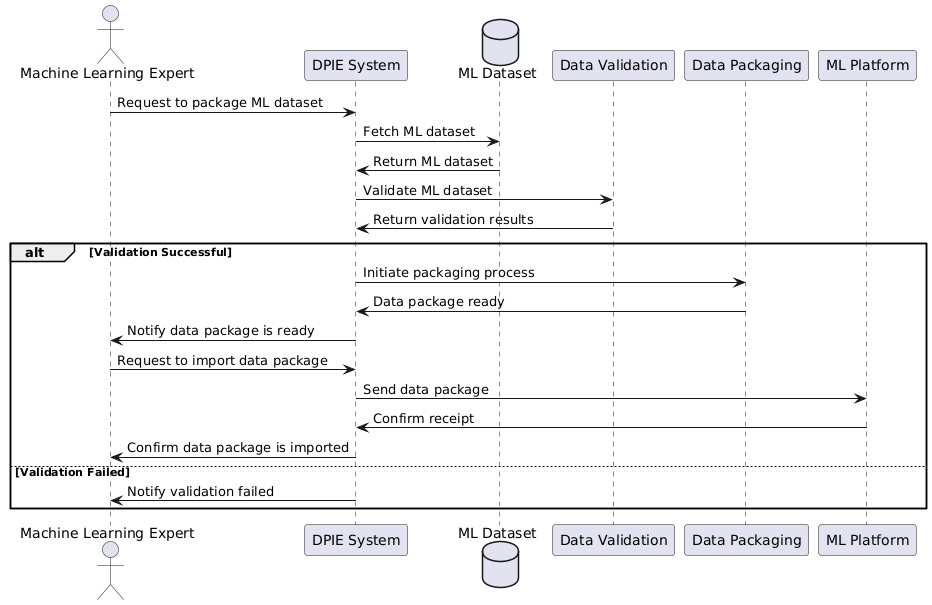 Machine Learning Expert
DPIE System
ML Dataset
Data Validation
Data Packaging
ML Platform
Request to package ML dataset
Fetch ML dataset
Return ML dataset
Validate ML dataset
Return validation results
alt
[Validation Successful]
Initiate packaging process
Data package ready
Notify data package is ready
Request to import data package
Send data package
Confirm receipt
Confirm data package is imported
[Validation Failed]
Notify validation failed
Machine Learning Expert
DPIE System
ML Dataset
Data Validation
Data Packaging
ML Platform